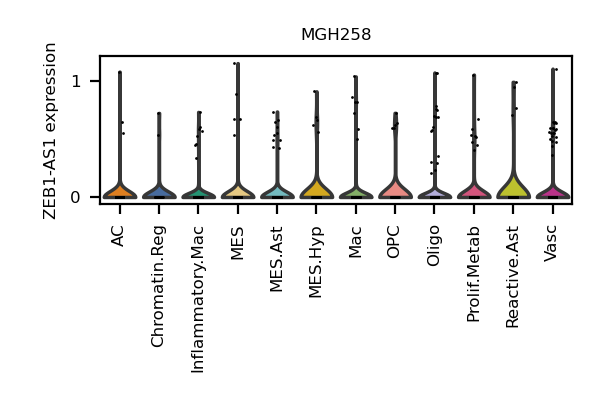 MGH258
ZEB1-AS1 expression
1
0
AC
Chromatin.Reg
Inflammatory.Mac
MES
MES.Ast
MES.Hyp
Mac
OPC
Oligo
Prolif.Metab
Reactive.Ast
Vasc